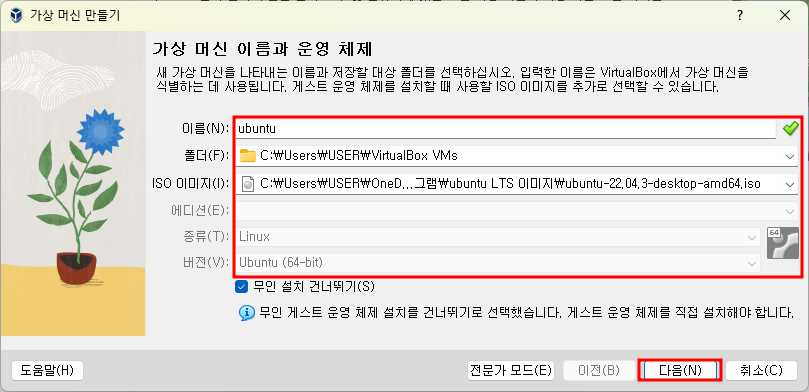 가상 머신 만들기
가상 머신 이름과 운영 체제
새 가상 머신을 나타내는 이름과 저장할 대상 폴더를 선택하십시오. 입력한 이름은 VirtualBox에서 가상 머신을
식별하는 데 사용됩니다. 게스트 운영 체제를 설치할 때 사용할 ISO 이미지를 추가로 선택할 수 있습니다.
이름(N): ubuntu
폴더(F): C:₩Users₩USER₩VirtualBox VMs
ISO 이미지(I): C:₩Users₩USER₩OneD...그램₩ubuntu LTS 이미지₩ubuntu-22.04.3-desktop-amd64.iso
에디션(E):
종류(T): Linux
64
버전(V): Ubuntu (64-bit)
무인 설치 건너뛰기(S)
무인 게스트 운영 체제 설치를 건너뛰기로 선택했습니다. 게스트 운영 체제를 직접 설치해야 합니다.
도움말(H) 전문가 모드(E) 이전(B) 다음(N) 취소(C)